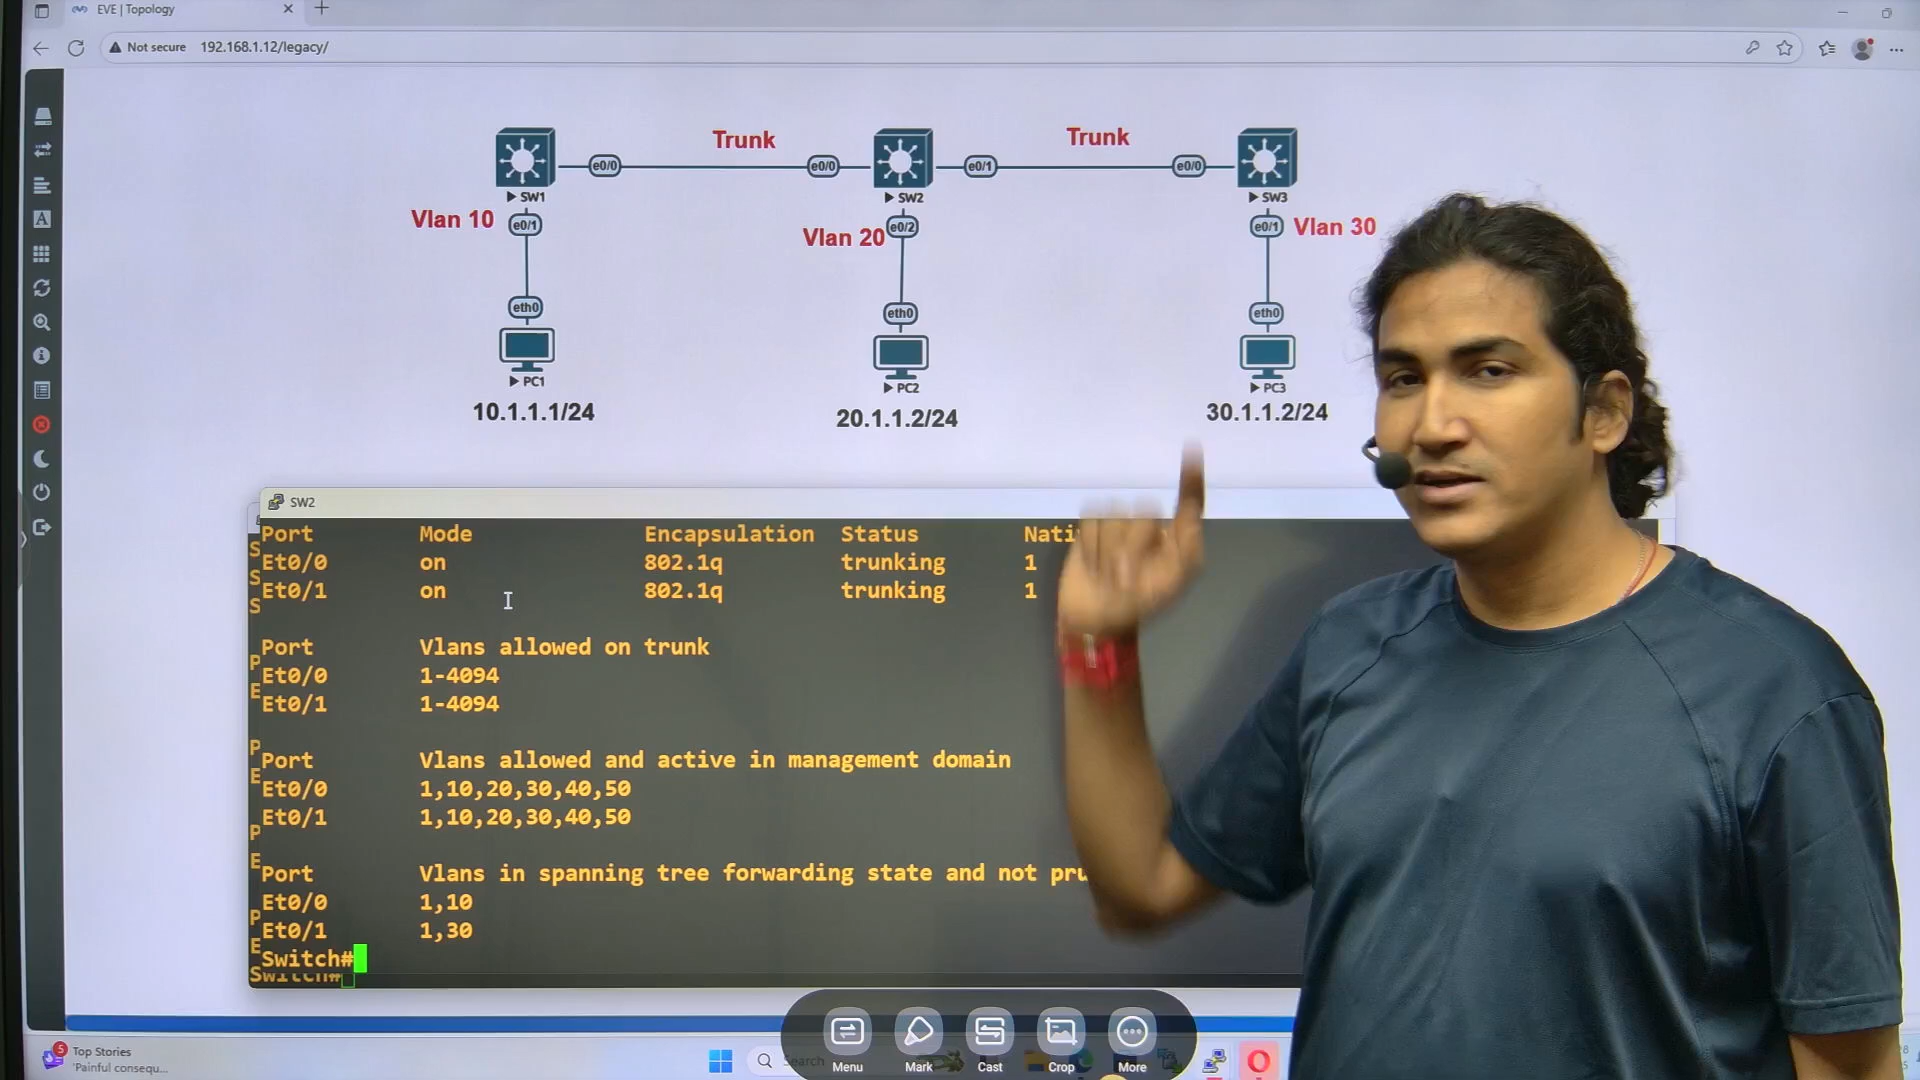 EVE | Topology
Not secure 192.168.1.12/legacy/
Trunk
Trunk
e0/0
e0/0
e0/1
e0/0
SW1
SW2
SW3
Vlan 10
e0/1
Vlan 20
e0/2
e0/1
Vlan 30
eth0
eth0
eth0
PC1
PC2
PC3
10.1.1.1/24
20.1.1.2/24
30.1.1.2/24
SW2
Port Mode Encapsulation Status Nati
Et0/0 on 802.1q trunking 1
Et0/1 on 802.1q trunking 1
Port Vlans allowed on trunk
Et0/0 1-4094
Et0/1 1-4094
Port Vlans allowed and active in management domain
Et0/0 1,10,20,30,40,50
Et0/1 1,10,20,30,40,50
Port Vlans in spanning tree forwarding state and not pru
Et0/0 1,10
Et0/1 1,30
Switch#
Switch#
Menu
Mark
Cast
Crop
More
5
Top Stories
'Painful consequ...
Search